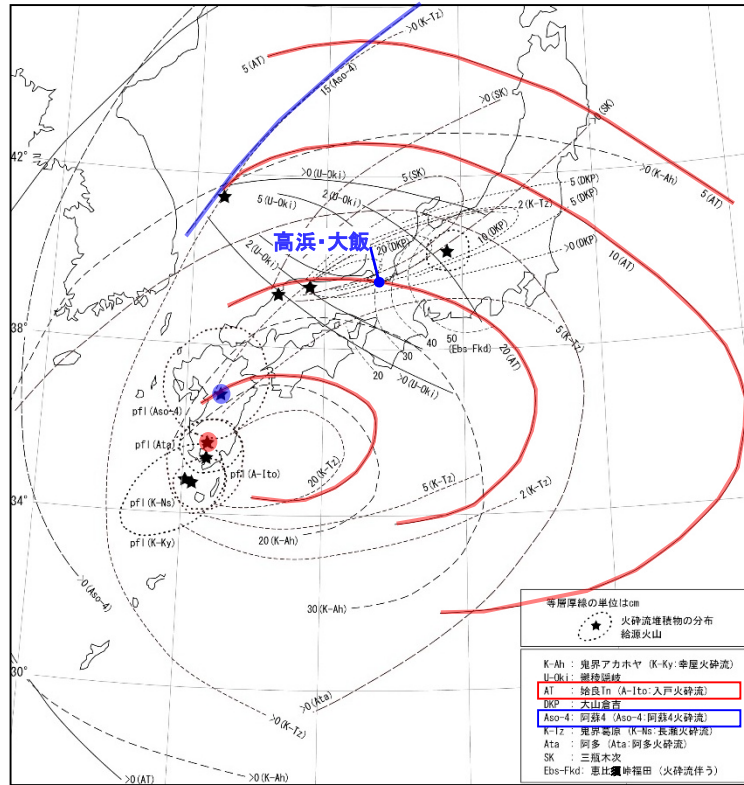 >0(K-Tz)
5(AT)
15(Aso-4)
>0(SK)
>0(SK)
42°
>0(U-Oki)
5(SK)
>0(K-Ah)
5(U-Oki)
2(U-Oki)
5(DKP)
2(K-Tz)
5(DKP)
5(AT)
高浜・大飯
20(DKP)
10(DKP)
2(U-Oki)
>0(DKP)
10(AT)
38°
40
50
5(K-Tz)
30
(Ebs-Fkd)
20(AT)
20
>0(U-Oki)
pfl(Aso-4)
pfl(Ata)
pfl(A-Ito)
20(K-Tz)
5(K-Tz)
2(K-Tz)
34°
pfl(K-Ns)
pfl(K-Ky)
20(K-Ah)
>0(Aso-4)
30(K-Ah)
30°
>0(Ata)
>0(K-Tz)
>0(AT)
>0(K-Ah)
等層厚線の単位はcm
火砕流堆積物の分布
給源火山
K-Ah : 鬼界アカホヤ (K-Ky:幸屋火砕流)
U-Oki: 鬱稜隠岐
AT : 姶良Tn (A-Ito:入戸火砕流)
DKP : 大山倉吉
Aso-4: 阿蘇4 (Aso-4:阿蘇4火砕流)
K-Tz : 鬼界葛原 (K-Ns:長瀬火砕流)
Ata : 阿多 (Ata:阿多火砕流)
SK : 三瓶木次
Ebs-Fkd: 恵比須峠福田 (火砕流伴う)